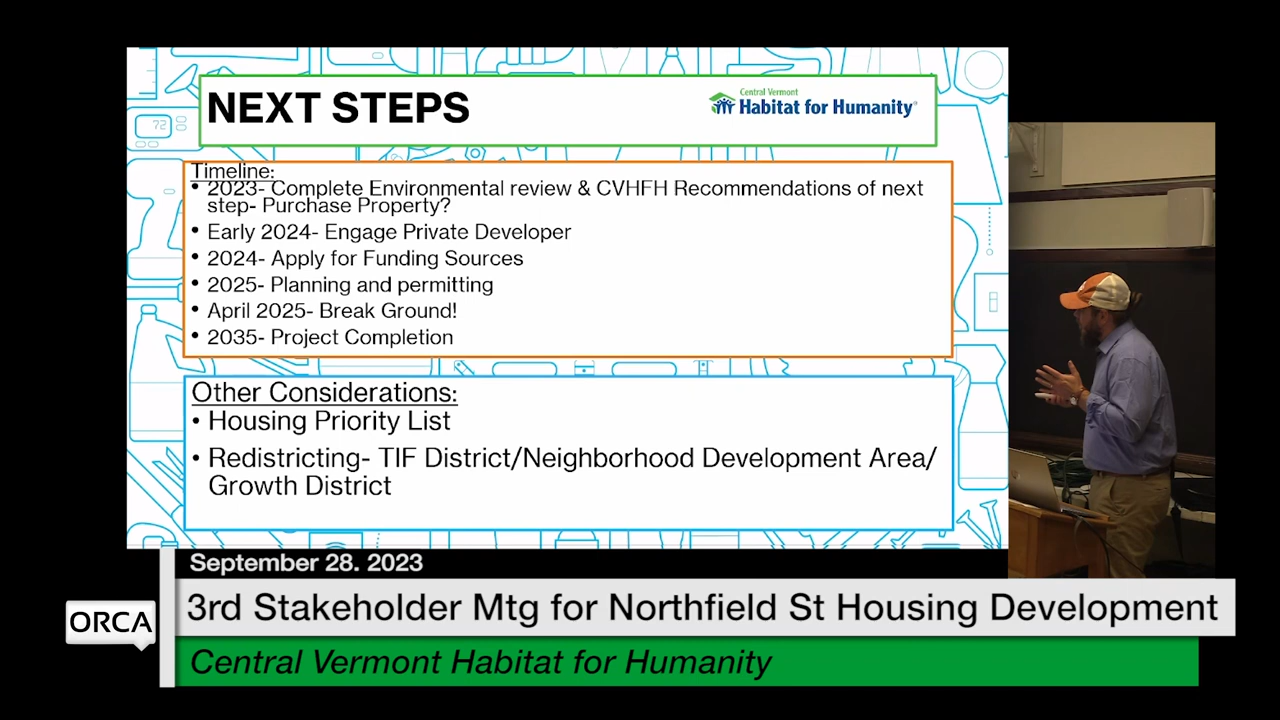 NEXT STEPS
Central Vermont
Habitat for Humanity®
72
Timeline:
• 2023- Complete Environmental review & CVHFH Recommendations of next
step- Purchase Property?
• Early 2024- Engage Private Developer
• 2024- Apply for Funding Sources
• 2025- Planning and permitting
• April 2025- Break Ground!
• 2035- Project Completion
Other Considerations:
• Housing Priority List
• Redistricting- TIF District/Neighborhood Development Area/
Growth District
September 28. 2023
ORCA
3rd Stakeholder Mtg for Northfield St Housing Development
Central Vermont Habitat for Humanity